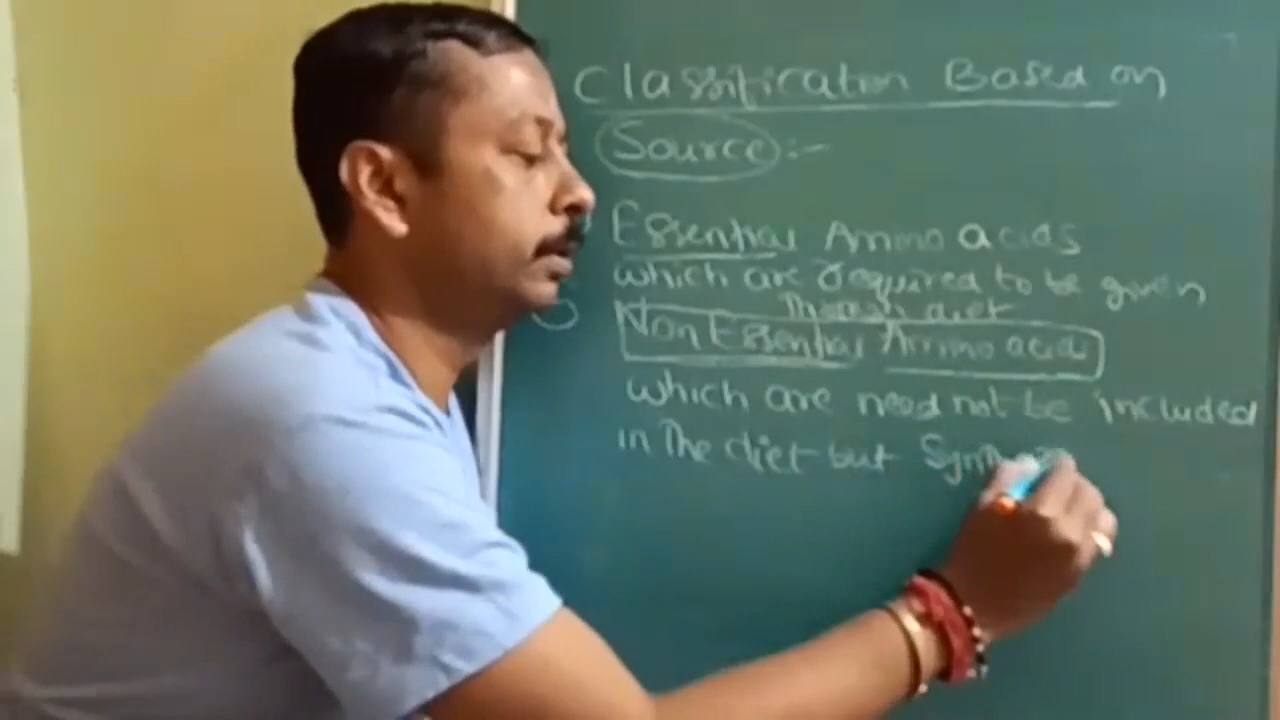 Classification Based on
Source:-
Essential Amino acids
which are required to be given
Through diet
Non Essential Amino acids
which are need not be included
in The diet but